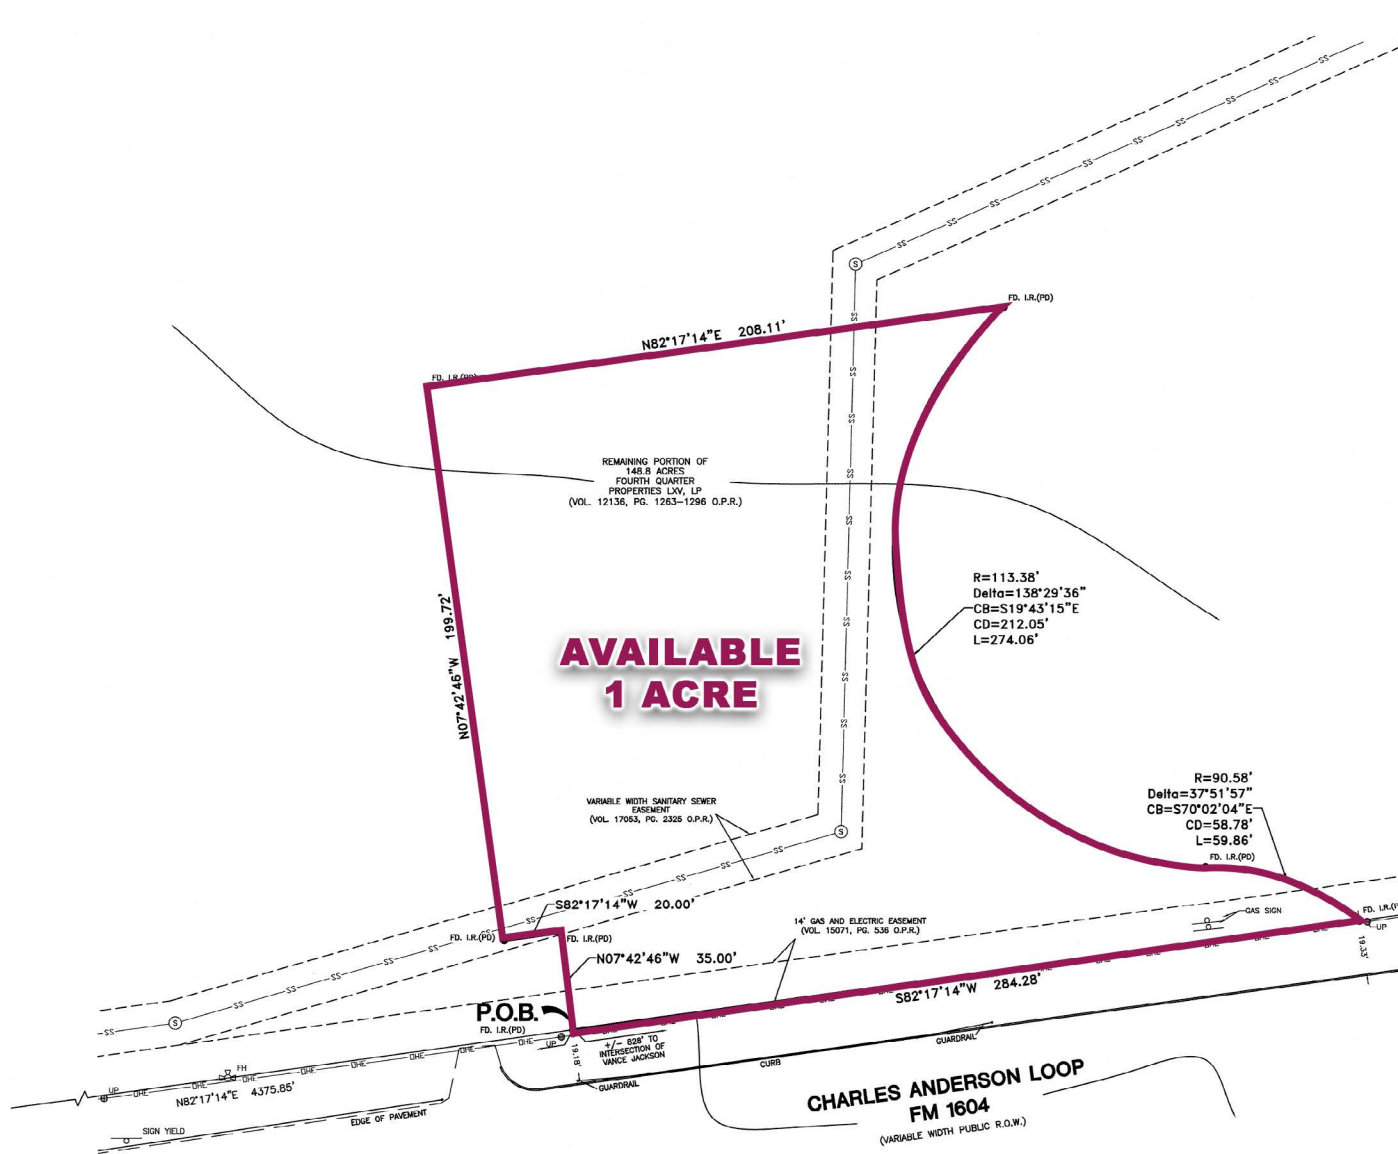 FD. I.R.(PD)
N82°17'14"E 208.11'
FD. I.R.(PD)
REMAINING PORTION OF
148.8 ACRES
FOURTH QUARTER
PROPERTIES LXV, LP
(VOL. 12136, PG. 1263-1296 O.P.R.)
N07°42'46"W 199.72'
R=113.38'
Delta=138°29'36"
CB=S19°43'15"E
CD=212.05'
L=274.06'
AVAILABLE
1 ACRE
R=90.58'
Delta=37°51'57"
CB=S70°02'04"E
CD=58.78'
L=59.86'
FD. I.R.(PD)
VARIABLE WIDTH SANITARY SEWER
EASEMENT
(VOL. 17053, PG. 2325 O.P.R.)
S82°17'14"W 20.00'
FD. I.R.(PD)
FD. I.R.(PD)
14' GAS AND ELECTRIC EASEMENT
(VOL. 15071, PG. 536 O.P.R.)
GAS SIGN
FD. I.R.(P
UP
19.33'
N07°42'46"W 35.00'
S82°17'14"W 284.28'
P.O.B.
FD. I.R.(PD)
UP
19.18'
+/- 628' TO
INTERSECTION OF
VANCE JACKSON
GUARDRAIL
GUARDRAIL
CURB
FH
UP
N82°17'14"E 4375.85'
EDGE OF PAVEMENT
SIGN YIELD
CHARLES ANDERSON LOOP
FM 1604
(VARIABLE WIDTH PUBLIC R.O.W.)